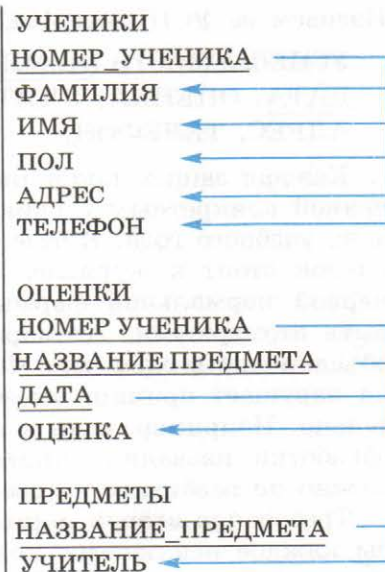 УЧЕНИКИ
НОМЕР_УЧЕНИКА
ФАМИЛИЯ
ИМЯ
ПОЛ
АДРЕС
ТЕЛЕФОН
ОЦЕНКИ
НОМЕР УЧЕНИКА
НАЗВАНИЕ ПРЕДМЕТА
ДАТА
ОЦЕНКА
ПРЕДМЕТЫ
НАЗВАНИЕ_ПРЕДМЕТА
УЧИТЕЛЬ